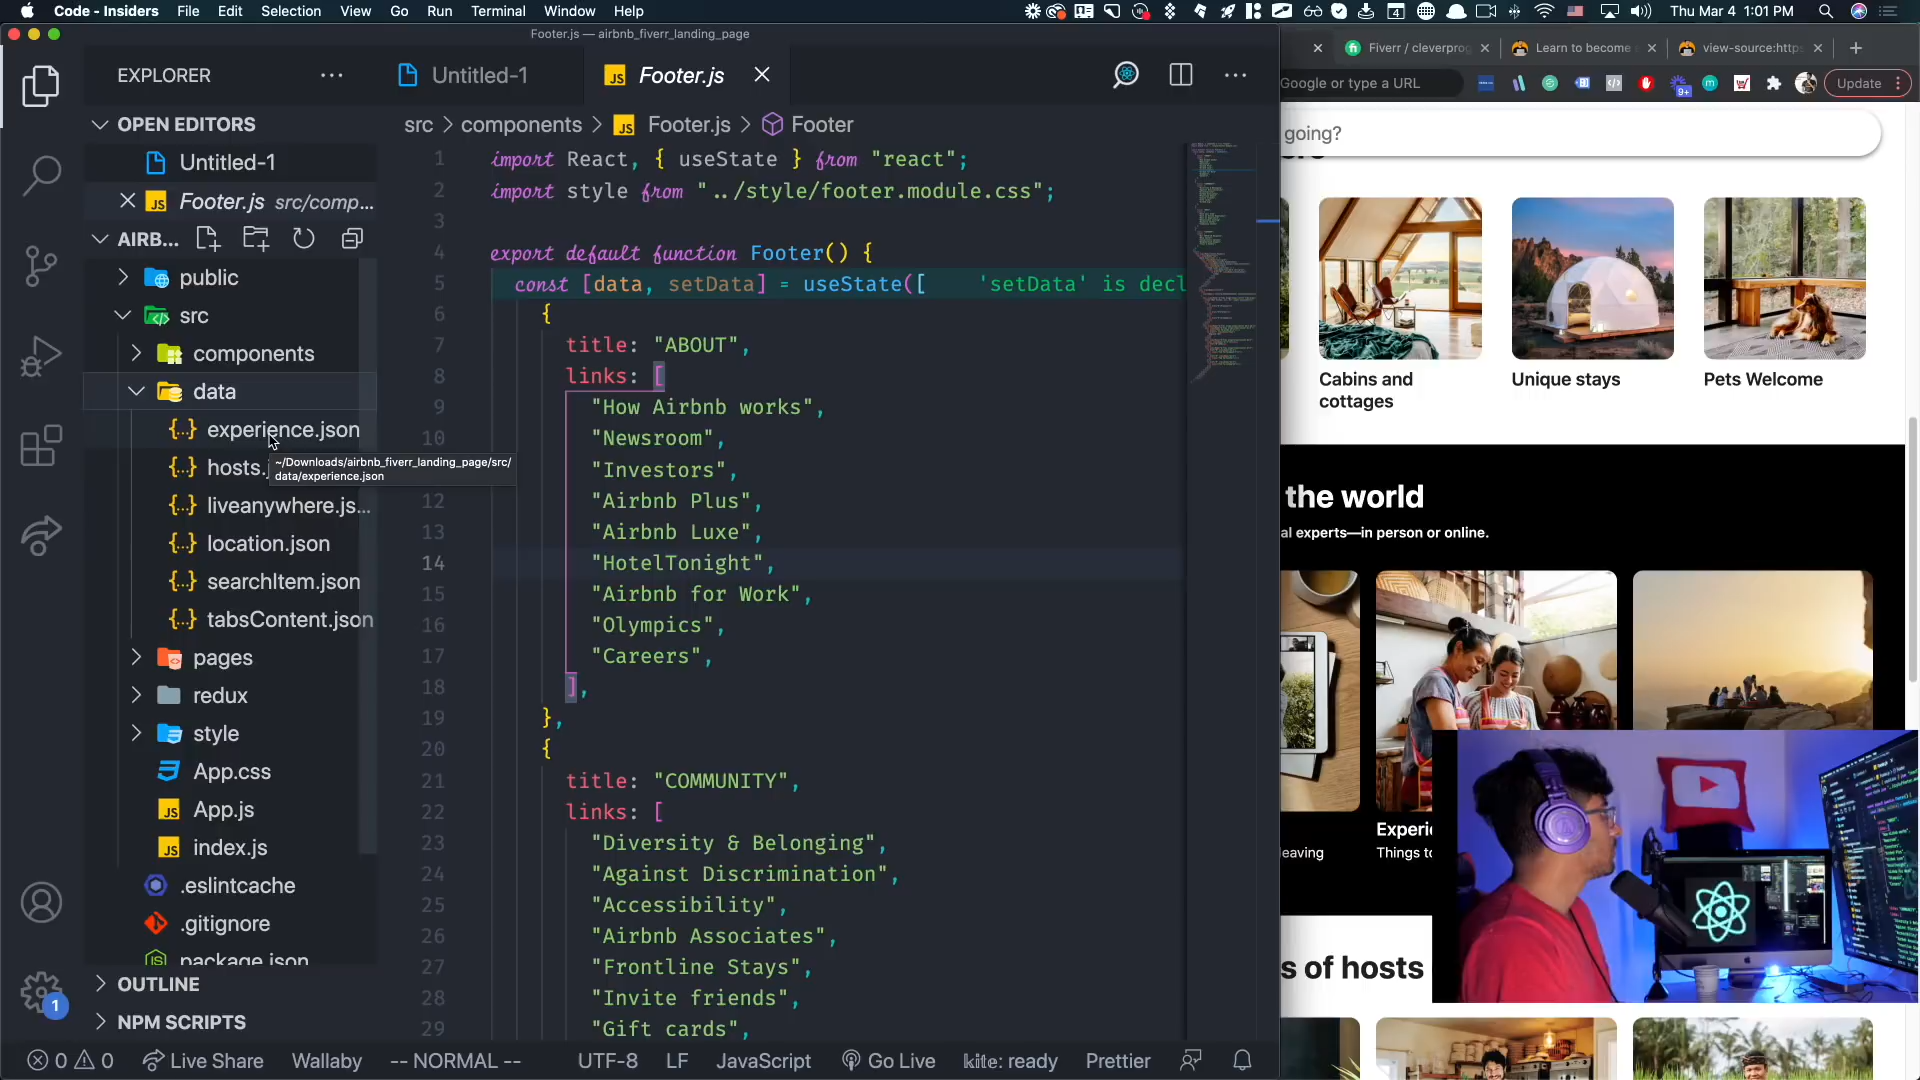 Code - Insiders File Edit Selection View Go Run Terminal Window Help
4
Thu Mar 4 1:01 PM
Footer.js — airbnb_fiverr_landing_page
EXPLORER
Untitled-1
Footer.js
OPEN EDITORS
Untitled-1
Footer.js src/comp...
AIRB...
public
src
components
data
experience.json
hosts.
~/Downloads/airbnb_fiverr_landing_page/src/
data/experience.json
liveanywhere.js...
location.json
searchItem.json
tabsContent.json
pages
redux
style
App.css
JS App.js
JS index.js
.eslintcache
.gitignore
package.json
OUTLINE
NPM SCRIPTS
1
src > components > JS Footer.js > Footer
1 import React, { useState } from "react";
2 import style from "../style/footer.module.css";
3
4 export default function Footer() {
5 const [data, setData] = useState([ 'setData' is decl
6 {
7 title: "ABOUT",
8 links: [
9 "How Airbnb works",
10 "Newsroom",
"Investors",
12 "Airbnb Plus",
13 "Airbnb Luxe",
14 "HotelTonight",
15 "Airbnb for Work",
16 "Olympics",
17 "Careers",
18 ],
19 },
20 {
21 title: "COMMUNITY",
22 links: [
23 "Diversity & Belonging",
24 "Against Discrimination",
25 "Accessibility",
26 "Airbnb Associates",
27 "Frontline Stays",
28 "Invite friends",
29 "Gift cards",
0 0 Live Share Wallaby -- NORMAL -- UTF-8 LF JavaScript Go Live kite: ready Prettier
Fiverr / cleverprog
Learn to become
view-source:https
Google or type a URL
9+
Update
going?
Cabins and
cottages
Unique stays
Pets Welcome
the world
al experts—in person or online.
Experi
eaving
Things to
s of hosts